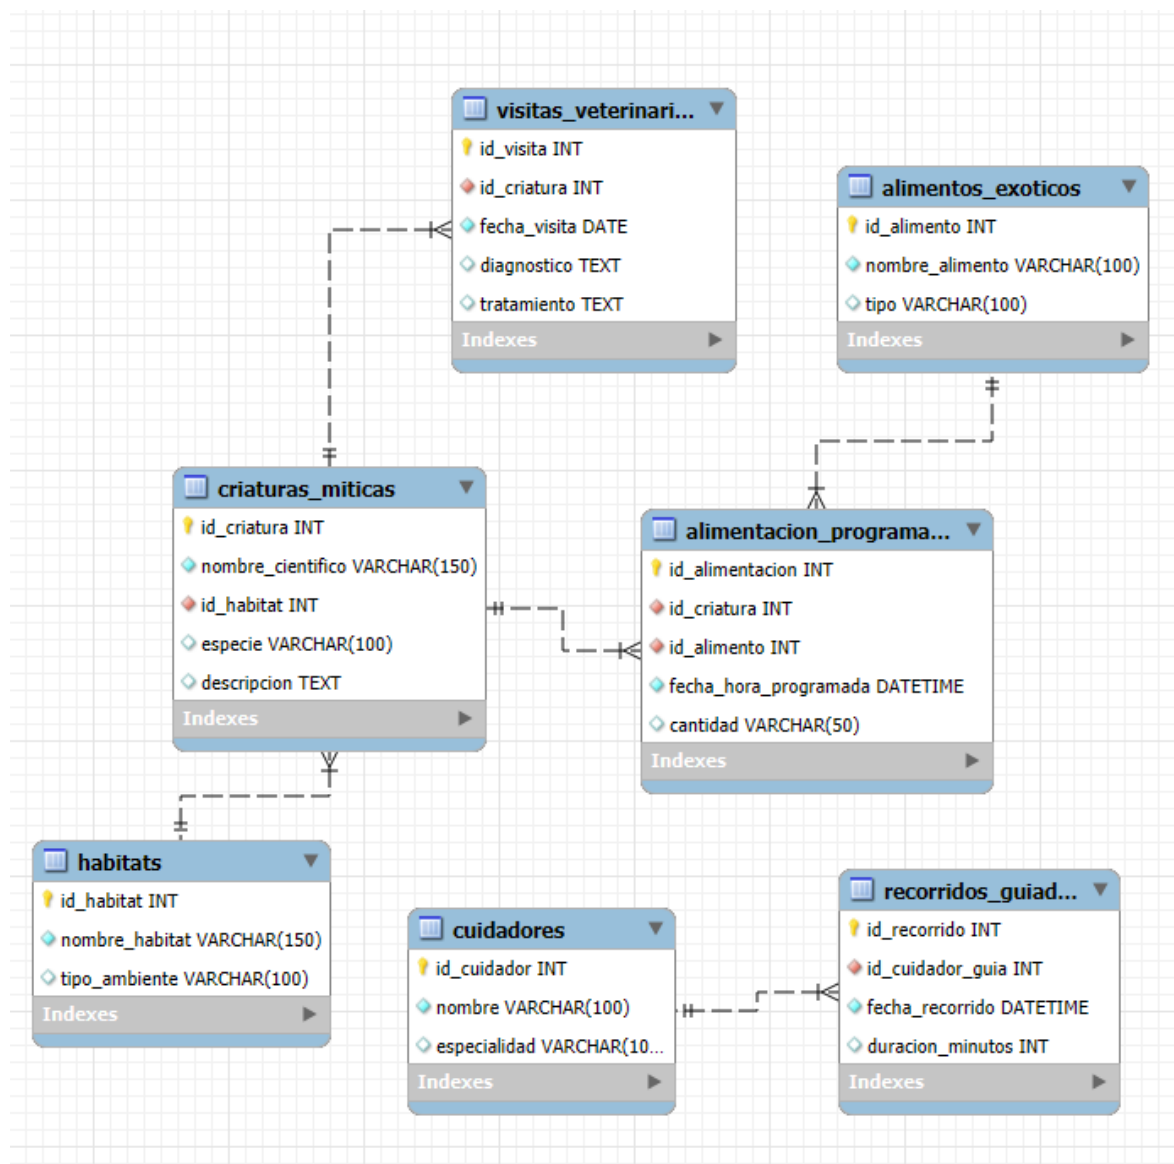 visitas_veterinari...
id_visita INT
id_criatura INT
fecha_visita DATE
diagnostico TEXT
tratamiento TEXT
Indexes
alimentos_exoticos
id_alimento INT
nombre_alimento VARCHAR(100)
tipo VARCHAR(100)
Indexes
criaturas_miticas
id_criatura INT
nombre_cientifico VARCHAR(150)
id_habitat INT
especie VARCHAR(100)
descripcion TEXT
Indexes
alimentacion_programa...
id_alimentacion INT
id_criatura INT
id_alimento INT
fecha_hora_programada DATETIME
cantidad VARCHAR(50)
Indexes
habitats
id_habitat INT
nombre_habitat VARCHAR(150)
tipo_ambiente VARCHAR(100)
Indexes
cuidadores
id_cuidador INT
nombre VARCHAR(100)
especialidad VARCHAR(10...
Indexes
recorridos_guiad...
id_recorrido INT
id_cuidador_guia INT
fecha_recorrido DATETIME
duracion_minutos INT
Indexes